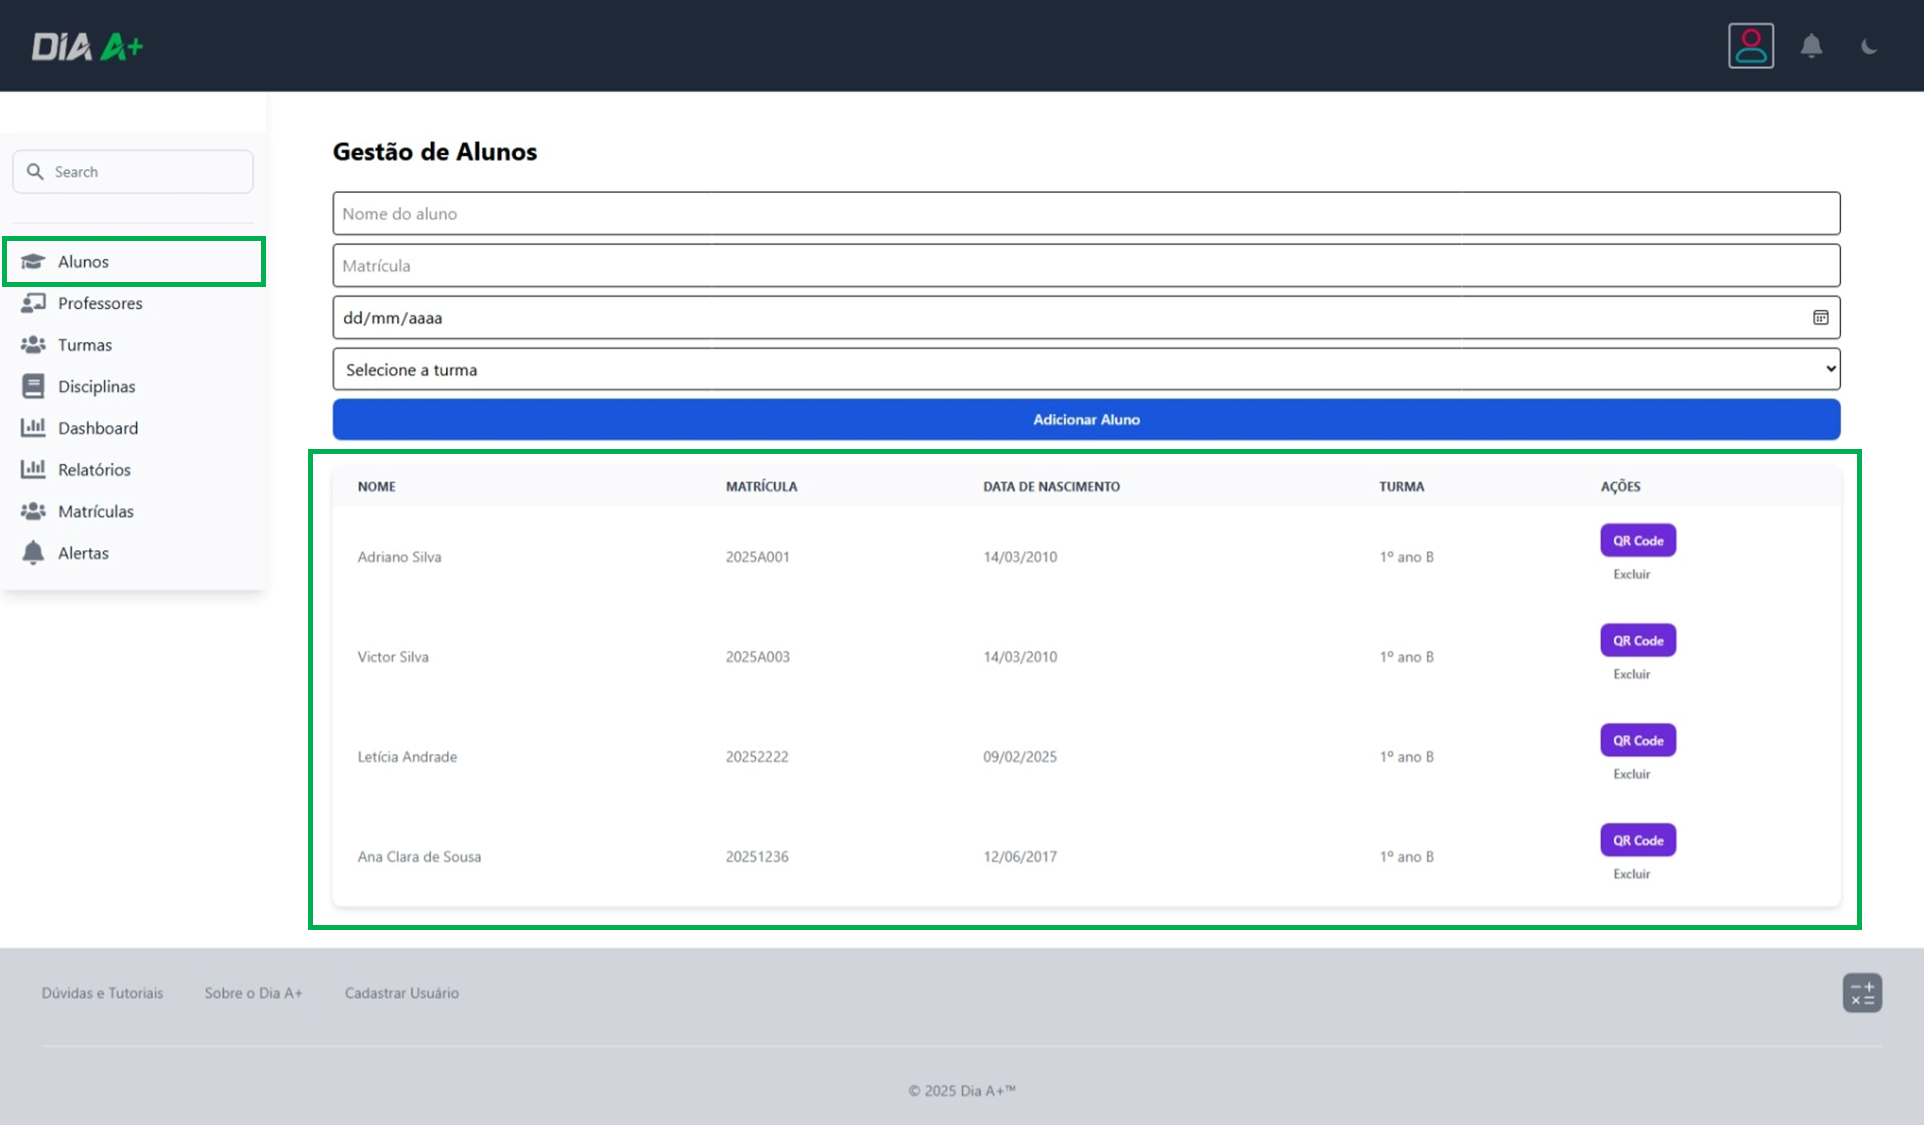 DIA A+
Search
Alunos
Professores
Turmas
Disciplinas
Dashboard
Relatórios
Matrículas
Alertas
Gestão de Alunos
Nome do aluno
Matrícula
dd/mm/aaaa
Selecione a turma
Adicionar Aluno
NOME MATRÍCULA DATA DE NASCIMENTO TURMA AÇÕES
Adriano Silva 2025A001 14/03/2010 1º ano B QR Code
Excluir
Victor Silva 2025A003 14/03/2010 1º ano B QR Code
Excluir
Letícia Andrade 20252222 09/02/2025 1º ano B QR Code
Excluir
Ana Clara de Sousa 20251236 12/06/2017 1º ano B QR Code
Excluir
Dúvidas e Tutoriais Sobre o Dia A+ Cadastrar Usuário
© 2025 Dia A+™